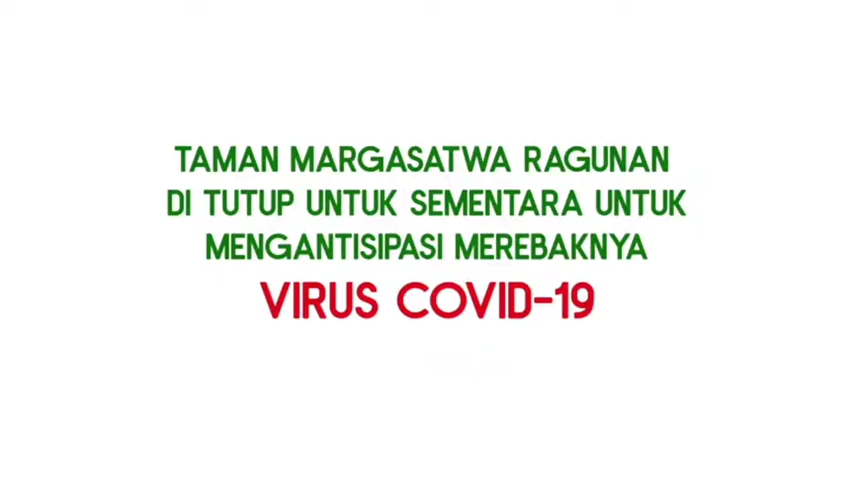 TAMAN MARGASATWA RAGUNAN
DI TUTUP UNTUK SEMENTARA UNTUK
MENGANTISIPASI MEREBAKNYA
VIRUS COVID-19